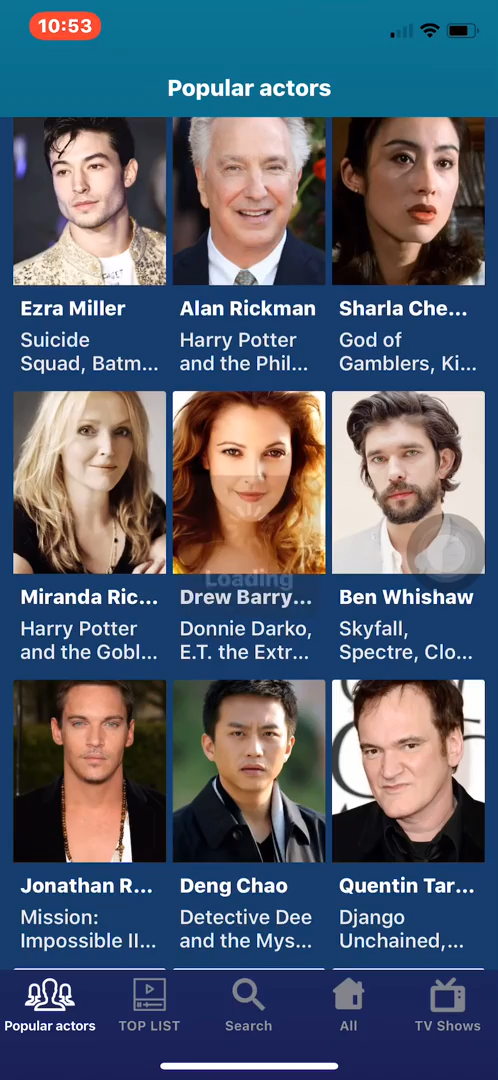 10:53
Popular actors
Ezra Miller
Suicide
Squad, Batm...
Alan Rickman
Harry Potter
and the Phil...
Sharla Che...
God of
Gamblers, Ki...
Miranda Ric...
Harry Potter
and the Gobl...
Loading
Drew Barry...
Donnie Darko,
E.T. the Extr...
Ben Whishaw
Skyfall,
Spectre, Clo...
Jonathan R...
Mission:
Impossible II...
Deng Chao
Detective Dee
and the Mys...
Quentin Tar...
Django
Unchained,...
Popular actors
TOP LIST
Search
All
TV Shows